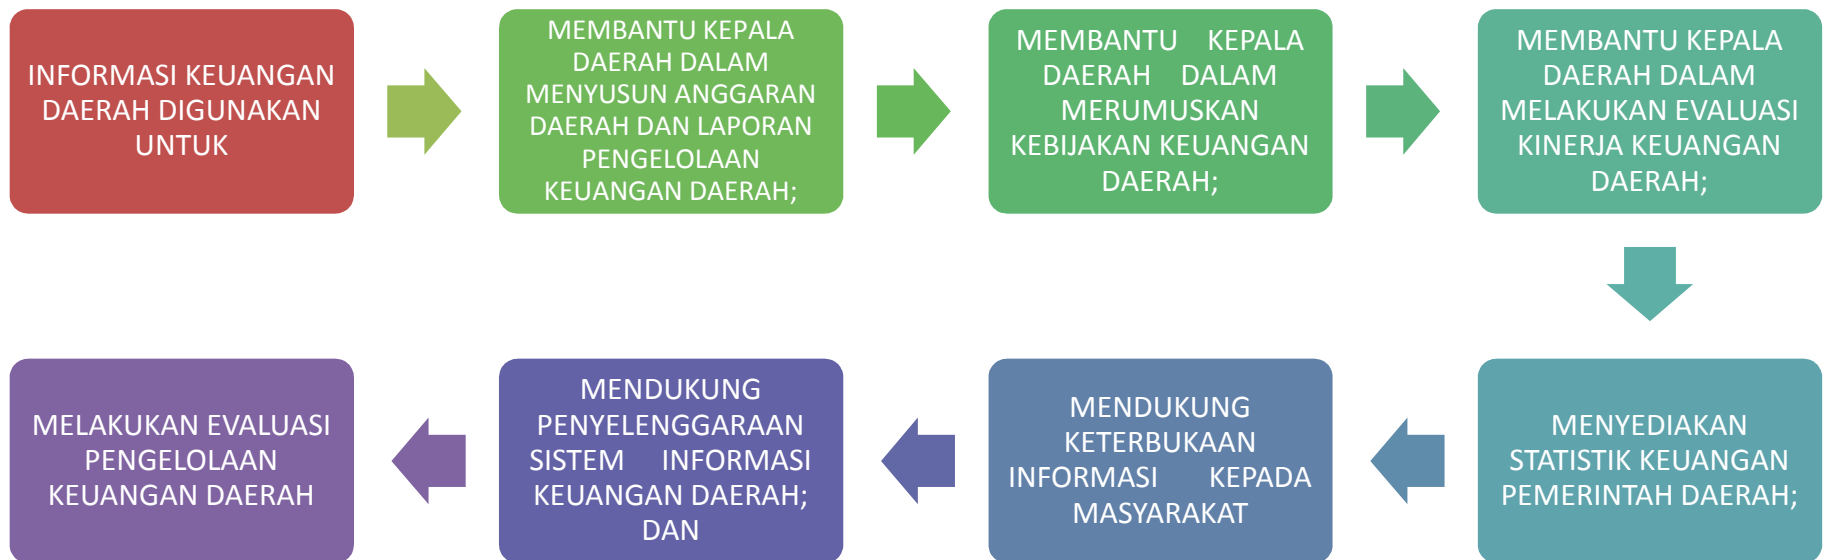 INFORMASI KEUANGAN
DAERAH DIGUNAKAN
UNTUK
MEMBANTU KEPALA
DAERAH DALAM
MENYUSUN ANGGARAN
DAERAH DAN LAPORAN
PENGELOLAAN
KEUANGAN DAERAH;
MEMBANTU KEPALA
DAERAH DALAM
MERUMUSKAN
KEBIJAKAN KEUANGAN
DAERAH;
MEMBANTU KEPALA
DAERAH DALAM
MELAKUKAN EVALUASI
KINERJA KEUANGAN
DAERAH;
MENYEDIAKAN
STATISTIK KEUANGAN
PEMERINTAH DAERAH;
MENDUKUNG
KETERBUKAAN
INFORMASI KEPADA
MASYARAKAT
MENDUKUNG
PENYELENGGARAAN
SISTEM INFORMASI
KEUANGAN DAERAH;
DAN
MELAKUKAN EVALUASI
PENGELOLAAN
KEUANGAN DAERAH